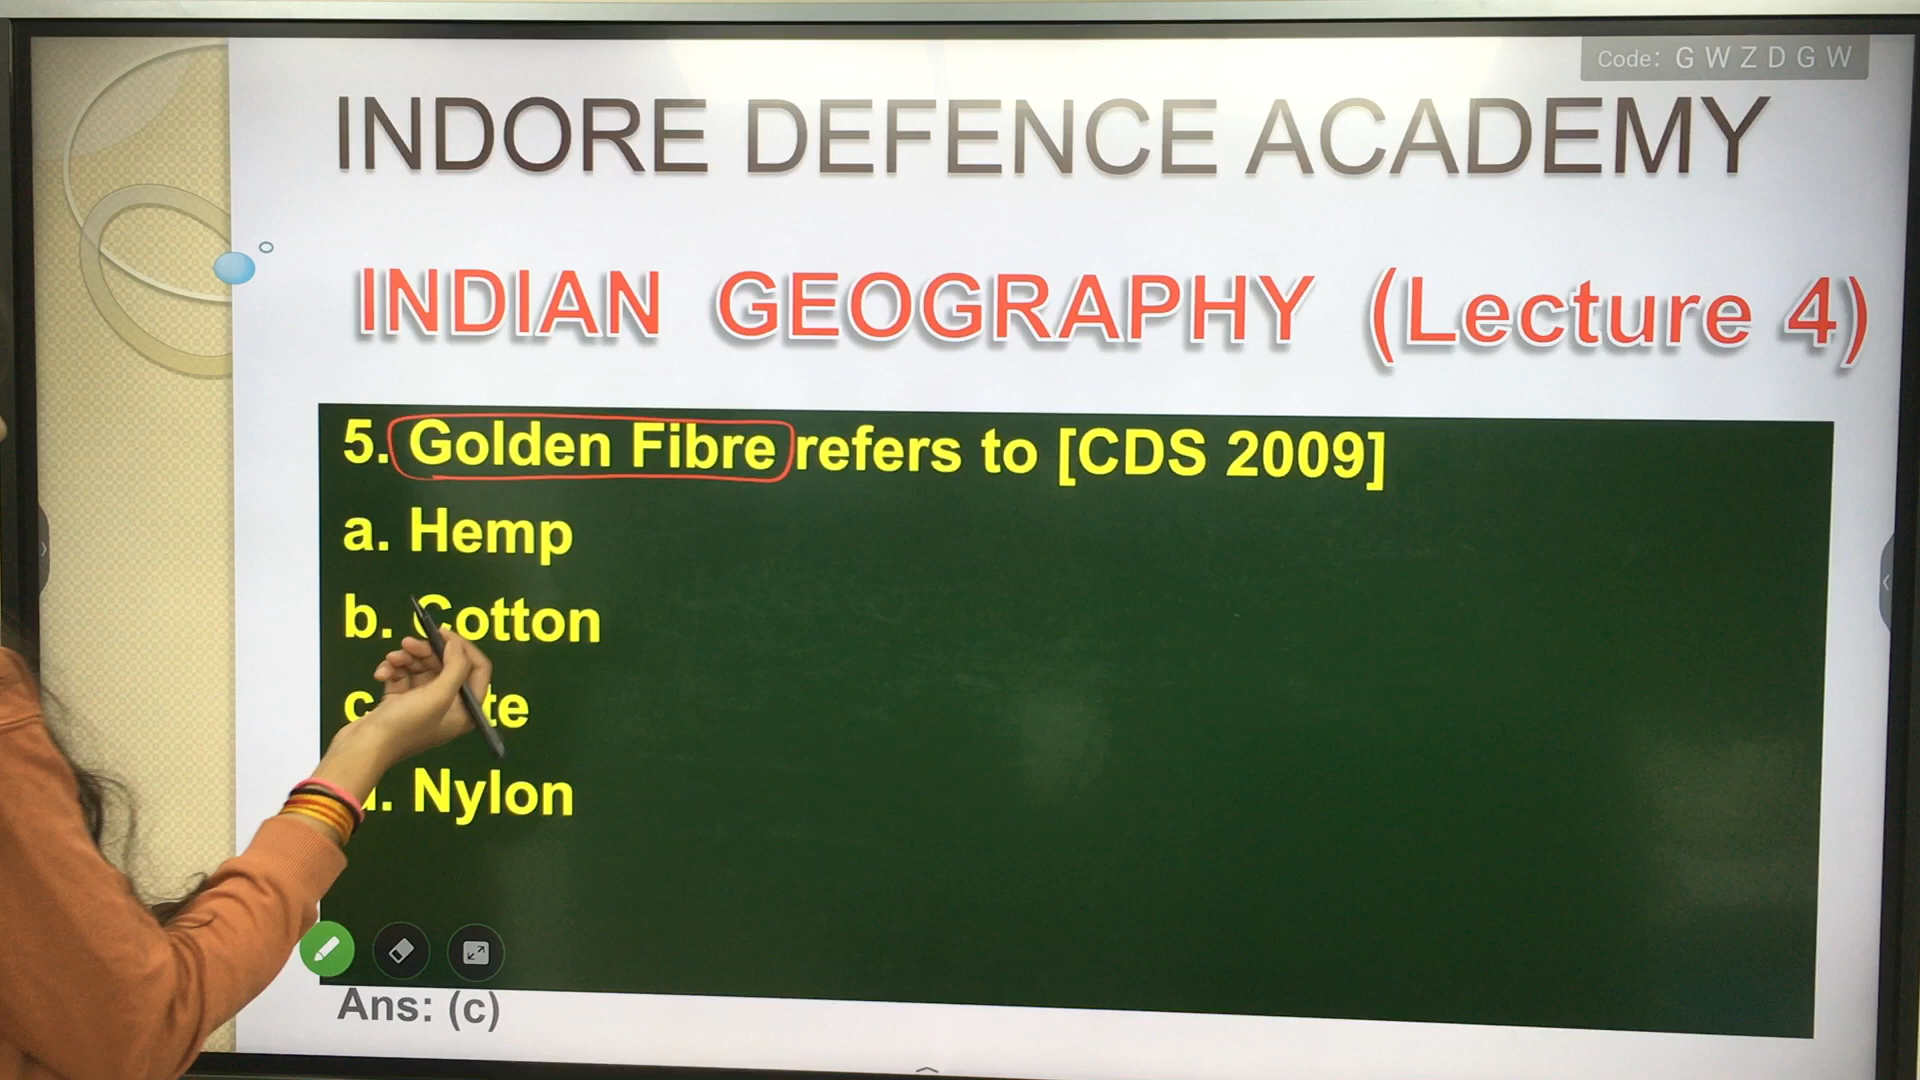 Code: GWZDGW
INDORE DEFENCE ACADEMY
INDIAN GEOGRAPHY (Lecture 4)
5. Golden Fibre refers to [CDS 2009]
a. Hemp
b. Cotton
c
. Nylon
Ans: (c)